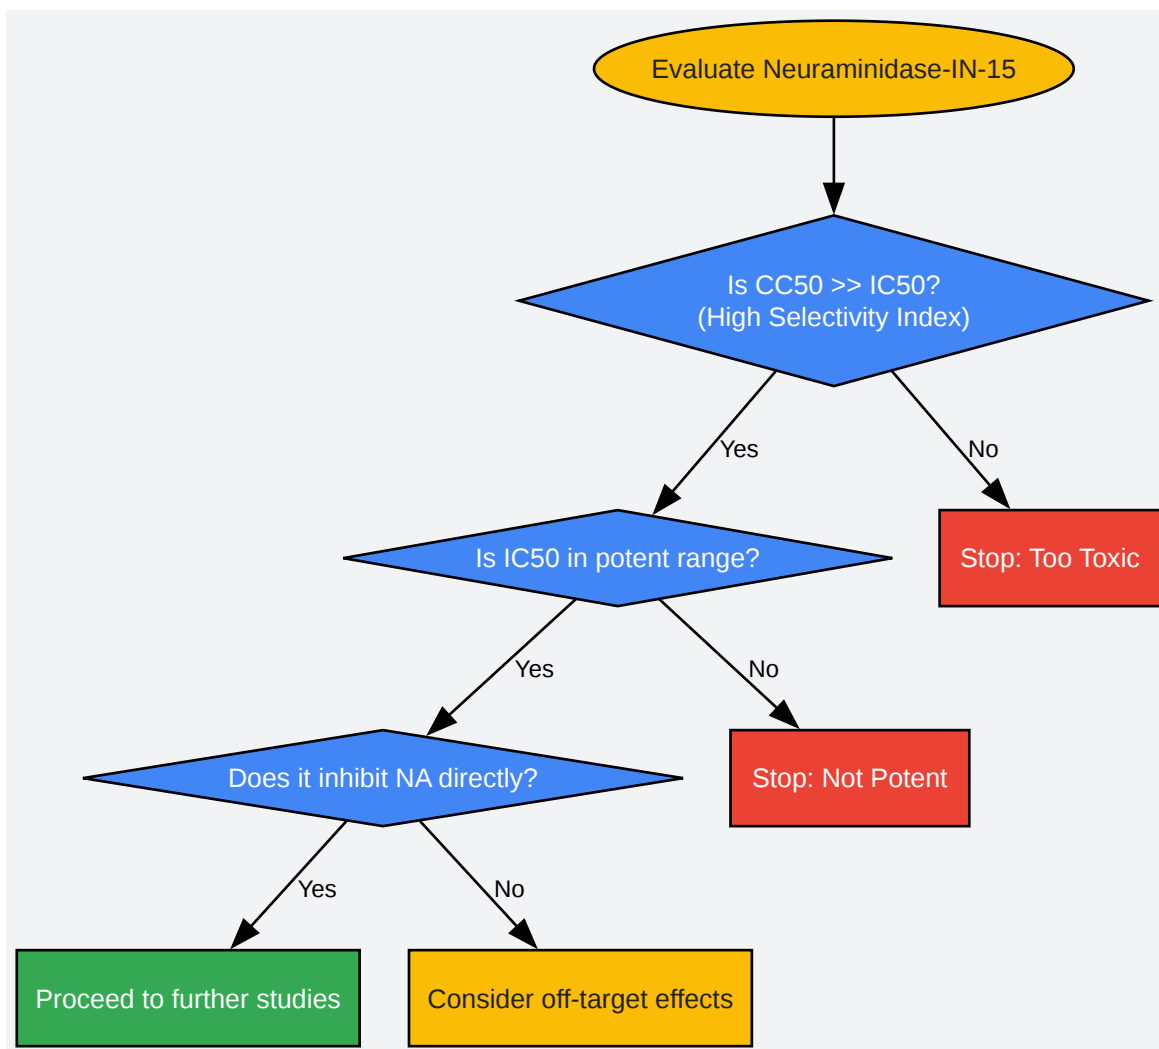 Evaluate Neuraminidase-IN-15
Is CC50 >> IC50?
(High Selectivity Index)
Yes
No
Is IC50 in potent range?
Stop: Too Toxic
Yes
No
Does it inhibit NA directly?
Stop: Not Potent
Yes
No
Proceed to further studies
Consider off-target effects